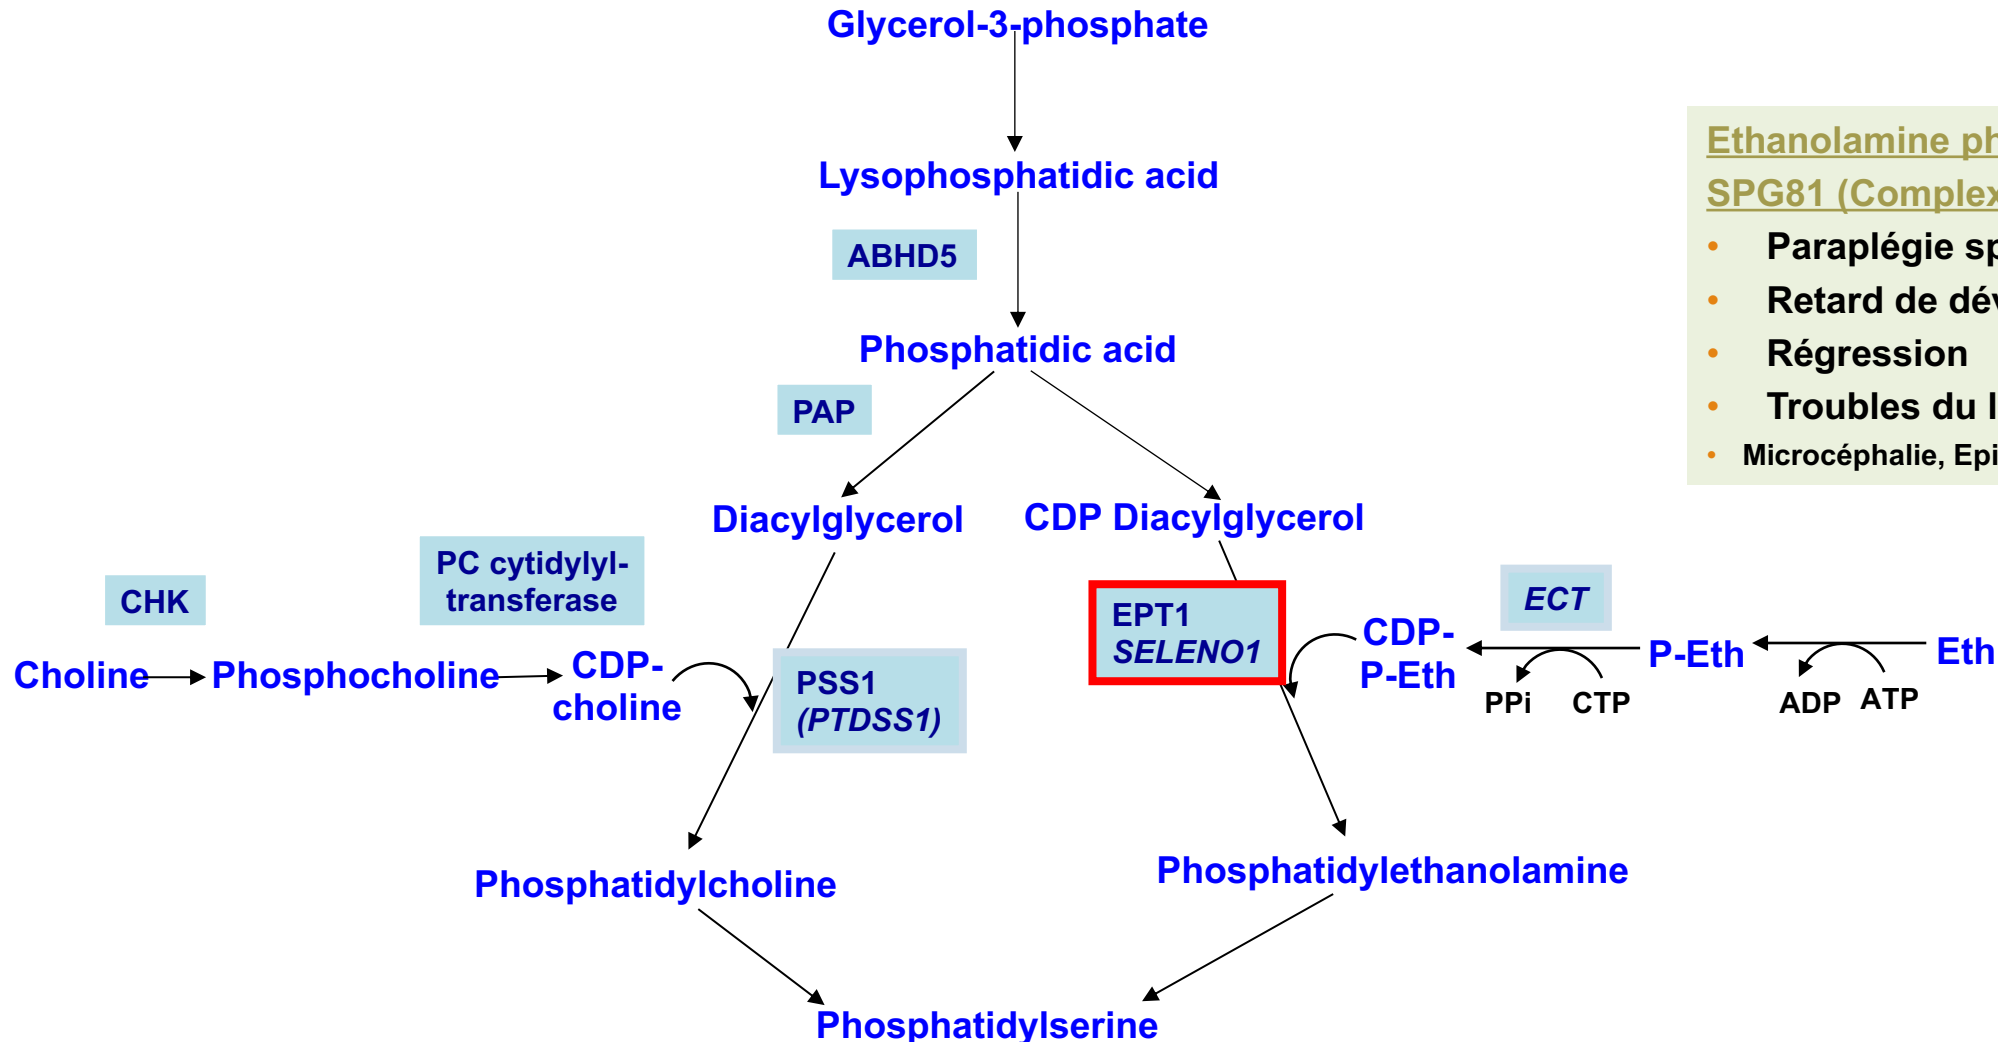 Glycerol-3-phosphate
Lysophosphatidic acid
ABHD5
Phosphatidic acid
PAP
Diacylglycerol
CDP Diacylglycerol
Ethanolamine
SPG81
• Paraplégie
• Retard de
• Régression
• Troubles du
• Microcéphalie,
CHK
PC cytidylyl-
transferase
Choline
Phosphocholine
CDP-
choline
PSS1
(PTDSS1)
EPT1
SELENO1
CDP-
P-Eth
ECT
PPi
CTP
P-Eth
ADP
ATP
Eth
Phosphatidylcholine
Phosphatidylethanolamine
Phosphatidylserine